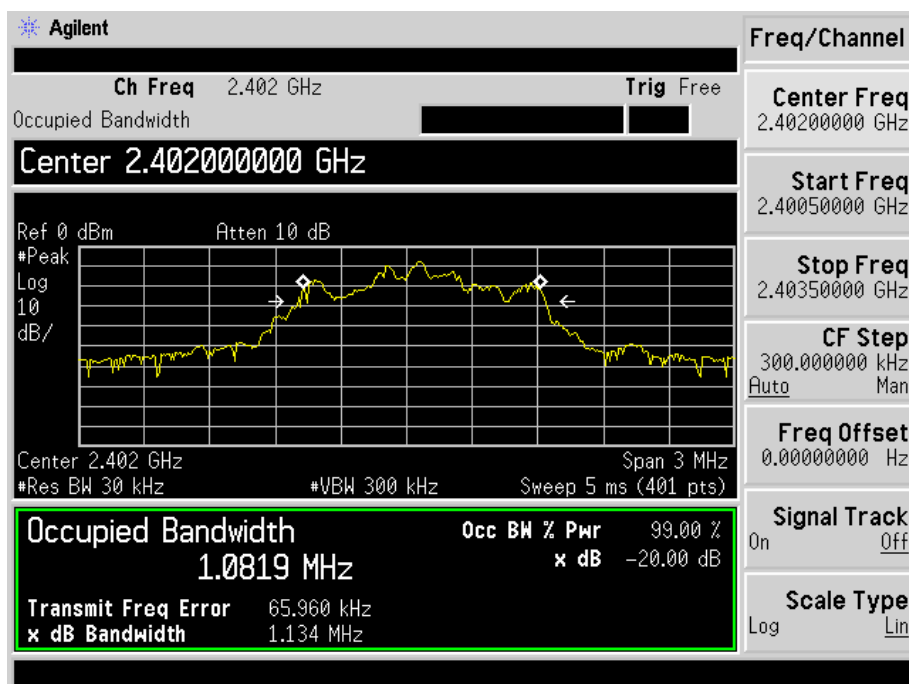 Agilent
Freq/Channel
Ch Freq 2.402 GHz Trig Free
Occupied Bandwidth
Center 2.402000000 GHz
Ref 0 dBm Atten 10 dB
#Peak
Log
10
dB/
Center 2.402 GHz Span 3 MHz
#Res BW 30 kHz #VBW 300 kHz Sweep 5 ms (401 pts)
Occupied Bandwidth Occ BW % Pwr 99.00 %
1.0819 MHz x dB -20.00 dB
Transmit Freq Error 65.960 kHz
x dB Bandwidth 1.134 MHz
Center Freq
2.40200000 GHz
Start Freq
2.40050000 GHz
Stop Freq
2.40350000 GHz
CF Step
300.000000 kHz
Auto Man
Freq Offset
0.00000000 Hz
Signal Track
On Off
Scale Type
Log Lin